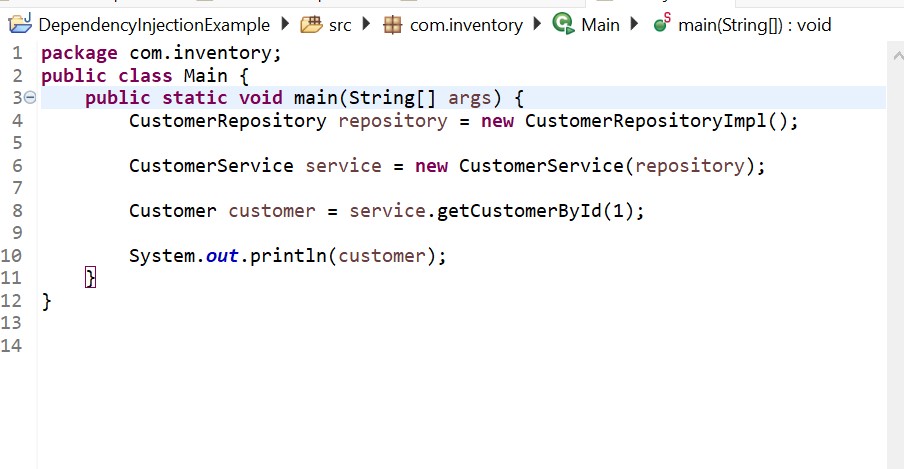 DependencyInjectionExample src com.inventory Main main(String[]) : void
1 package com.inventory;
2 public class Main {
3 public static void main(String[] args) {
4 CustomerRepository repository = new CustomerRepositoryImpl();
5
6 CustomerService service = new CustomerService(repository);
7
8 Customer customer = service.getCustomerById(1);
9
10 System.out.println(customer);
11 }
12 }
13
14